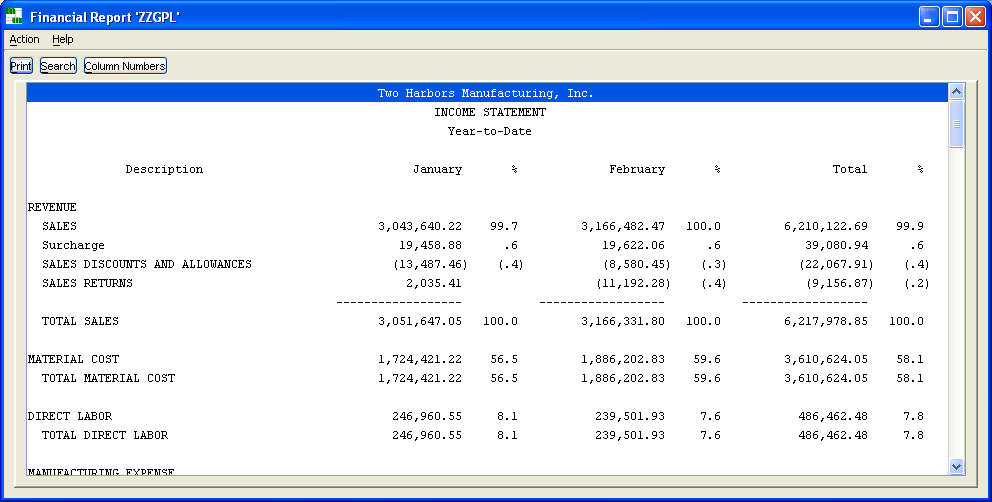 Financial Report 'ZZGPL'
Action Help
Print Search Column Numbers
Two Harbors Manufacturing, Inc.
INCOME STATEMENT
Year-to-Date
Description January % February % Total %
REVENUE
SALES 3,043,640.22 99.7 3,166,482.47 100.0 6,210,122.69 99.9
Surcharge 19,458.88 .6 19,622.06 .6 39,080.94 .6
SALES DISCOUNTS AND ALLOWANCES (13,487.46) (.4) (8,580.45) (.3) (22,067.91) (.4)
SALES RETURNS 2,035.41 (11,192.28) (.4) (9,156.87) (.2)
------------------ ------------------ ------------------
TOTAL SALES 3,051,647.05 100.0 3,166,331.80 100.0 6,217,978.85 100.0
MATERIAL COST 1,724,421.22 56.5 1,886,202.83 59.6 3,610,624.05 58.1
TOTAL MATERIAL COST 1,724,421.22 56.5 1,886,202.83 59.6 3,610,624.05 58.1
DIRECT LABOR 246,960.55 8.1 239,501.93 7.6 486,462.48 7.8
TOTAL DIRECT LABOR 246,960.55 8.1 239,501.93 7.6 486,462.48 7.8
MANUFACTURING EXPENSE